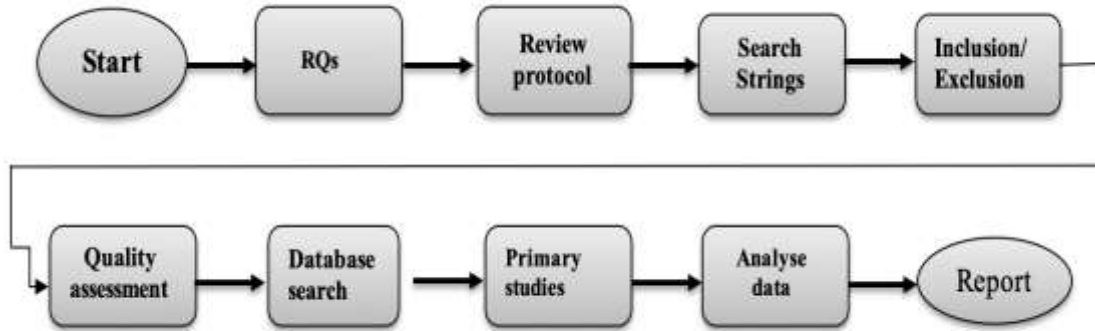 Start
RQs
Review
protocol
Search
Strings
Inclusion/
Exclusion
Quality
assessment
Database
search
Primary
studies
Analyse
data
Report